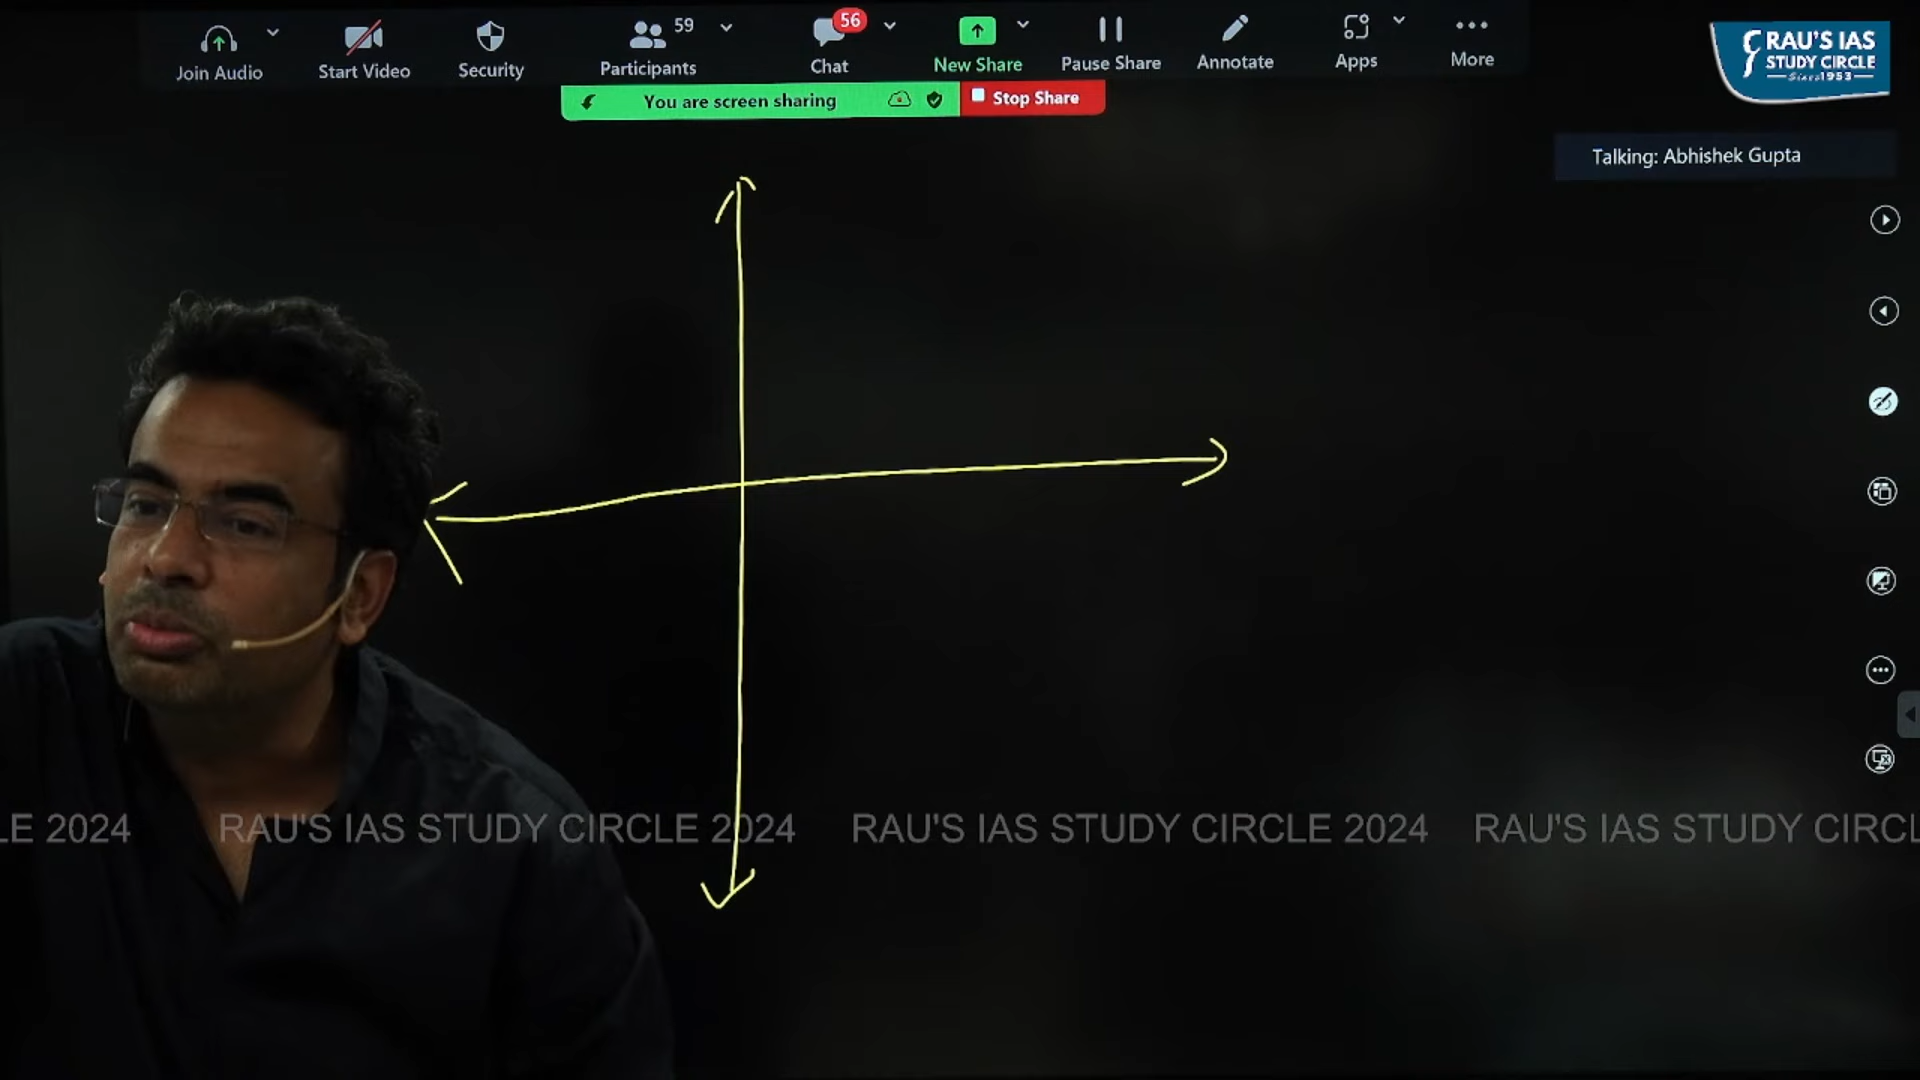 Join Audio
Start Video
Security
Participants
59
Chat
56
New Share
Pause Share
Annotate
Apps
More
You are screen sharing
Stop Share
RAU'S IAS
STUDY CIRCLE
Since 1953
Talking: Abhishek Gupta
LE 2024 RAU'S IAS STUDY CIRCLE 2024 RAU'S IAS STUDY CIRCLE 2024 RAU'S IAS STUDY CIRCL